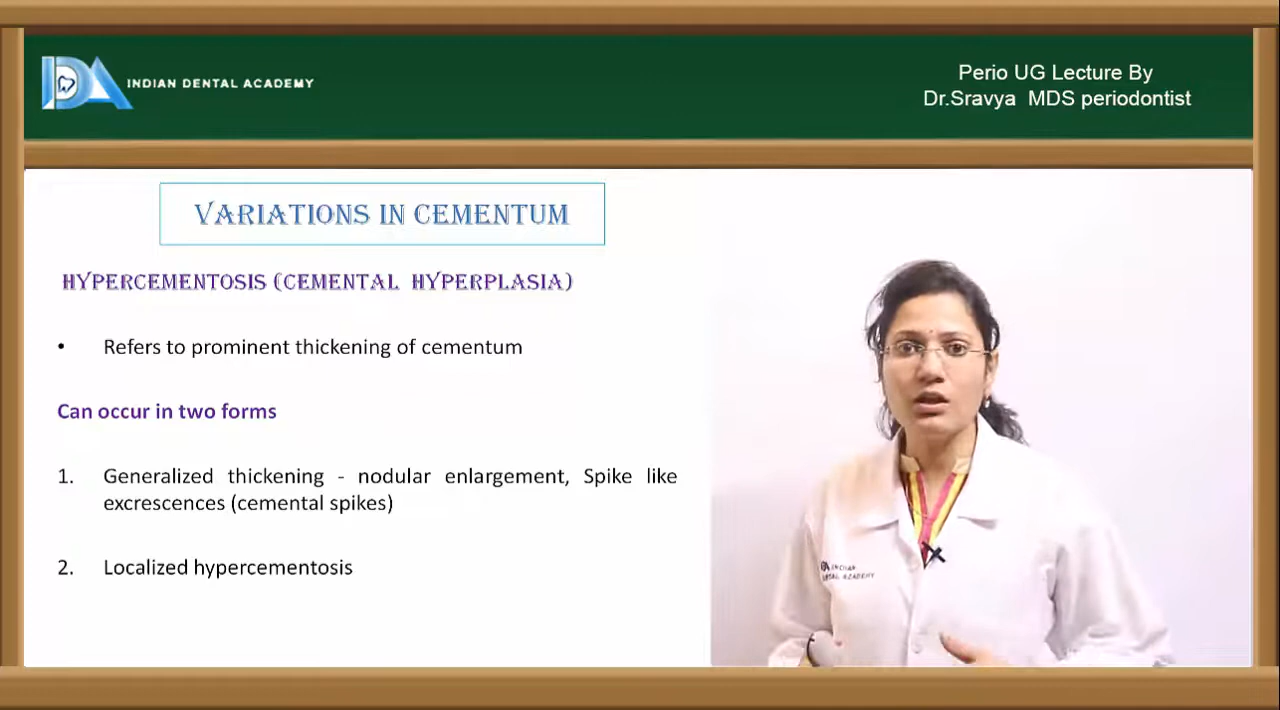 IDA INDIAN DENTAL ACADEMY
Perio UG Lecture By
Dr.Sravya MDS periodontist
VARIATIONS IN CEMENTUM
HYPERCEMENTOSIS (CEMENTAL HYPERPLASIA)
• Refers to prominent thickening of cementum
Can occur in two forms
1. Generalized thickening - nodular enlargement, Spike like
excrescences (cemental spikes)
2. Localized hypercementosis